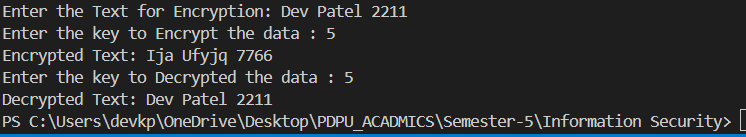 Enter the Text for Encryption: Dev Patel 2211
Enter the key to Encrypt the data : 5
Encrypted Text: Ija Ufyjq 7766
Enter the key to Decrypted the data : 5
Decrypted Text: Dev Patel 2211
PS C:\Users\devkp\OneDrive\Desktop\PDPU_ACADMICS\Semester-5\Information Security>